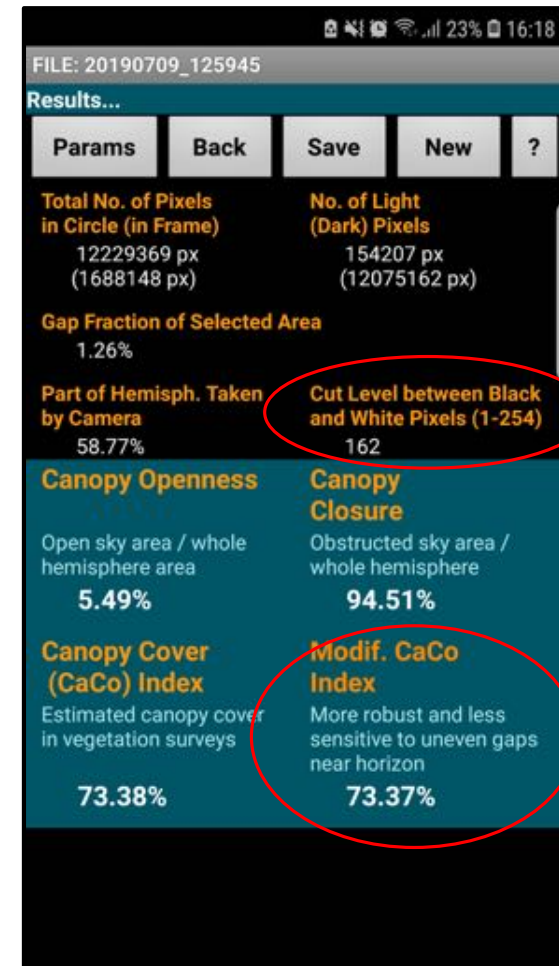 23% 16:18
FILE: 20190709_125945
Results...
Params Back Save New ?
Total No. of Pixels
in Circle (in Frame)
12229369 px
(1688148 px)
No. of Light
(Dark) Pixels
154207 px
(12075162 px)
Gap Fraction of Selected Area
1.26%
Part of Hemisph. Taken
by Camera
58.77%
Cut Level between Black
and White Pixels (1-254)
162
Canopy Openness
Open sky area / whole
hemisphere area
5.49%
Canopy
Closure
Obstructed sky area /
whole hemisphere
94.51%
Canopy Cover
(CaCo) Index
Estimated canopy cover
in vegetation surveys
73.38%
Modif. CaCo
Index
More robust and less
sensitive to uneven gaps
near horizon
73.37%